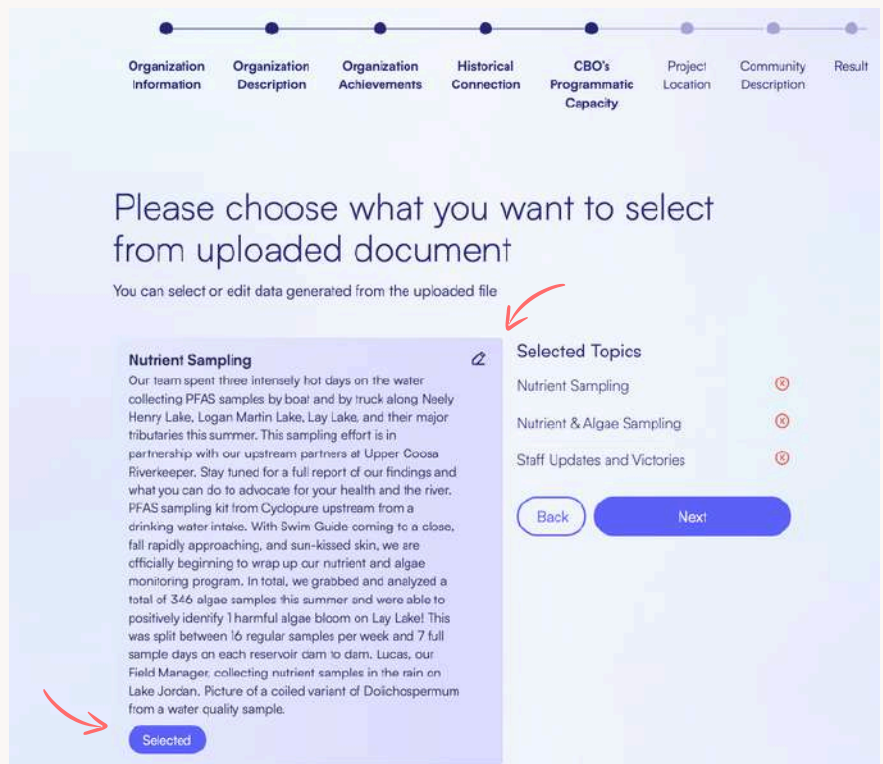 Organization Information
Organization Description
Organization Achievements
Historical Connection
CBO's Programmatic Capacity
Project Location
Community Description
Result
Please choose what you want to select
from uploaded document
You can select or edit data generated from the uploaded file
Nutrient Sampling
Our team spent three intensely hot days on the water
collecting PFAS samples by boat and by truck along Neely
Henry Lake, Logan Martin Lake, Lay Lake, and their major
tributaries this summer. This sampling effort is in
partnership with our upstream partners at Upper Coosa
Riverkeeper. Stay tuned for a full report of our findings and
what you can do to advocate for your health and the river.
PFAS sampling kit from Cyclopure upstream from a
drinking water intake. With Swim Guide coming to a close,
fall rapidly approaching, and sun-kissed skin, we are
officially beginning to wrap up our nutrient and algae
monitoring program. In total, we grabbed and analyzed a
total of 346 algae samples this summer and were able to
positively identify 1 harmful algae bloom on Lay Lake! This
was split between 16 regular samples per week and 7 full
sample days on each reservoir dam to dam. Lucas, our
Field Manager, collecting nutrient samples in the rain on
Lake Jordan. Picture of a coiled variant of Dolichospermum
from a water quality sample.
Selected
Selected Topics
Nutrient Sampling
Nutrient & Algae Sampling
Staff Updates and Victories
Back
Next